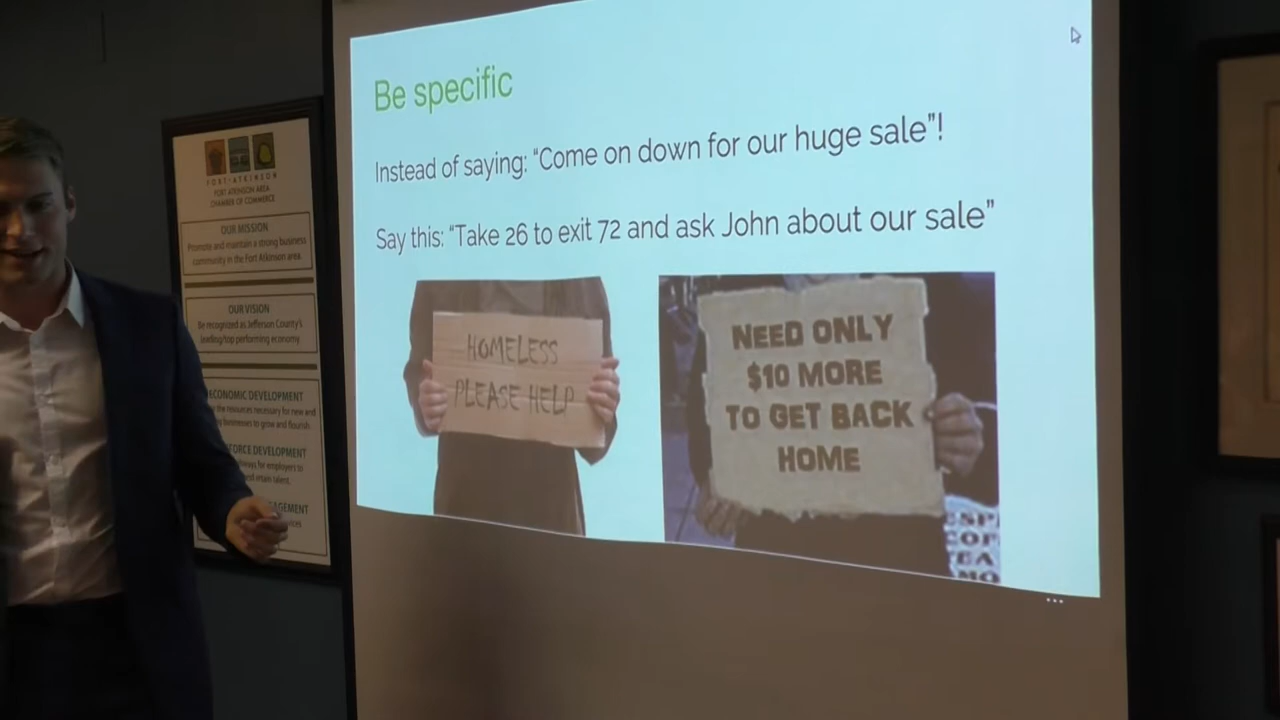 Be specific
Instead of saying: “Come on down for our huge sale”!
Say this: “Take 26 to exit 72 and ask John about our sale”
HOMELESS
PLEASE HELP
NEED ONLY
$10 MORE
TO GET BACK
HOME
FORT ATKINSON
FORT ATKINSON AREA
CHAMBER OF COMMERCE
OUR MISSION
Promote and maintain a strong business
community in the Fort Atkinson area.
OUR VISION
Be recognized as Jefferson County's
leading/top performing economy.
ECONOMIC DEVELOPMENT
the resources necessary for new and
businesses to grow and flourish.
FORCE DEVELOPMENT
for employers to
retain talent.